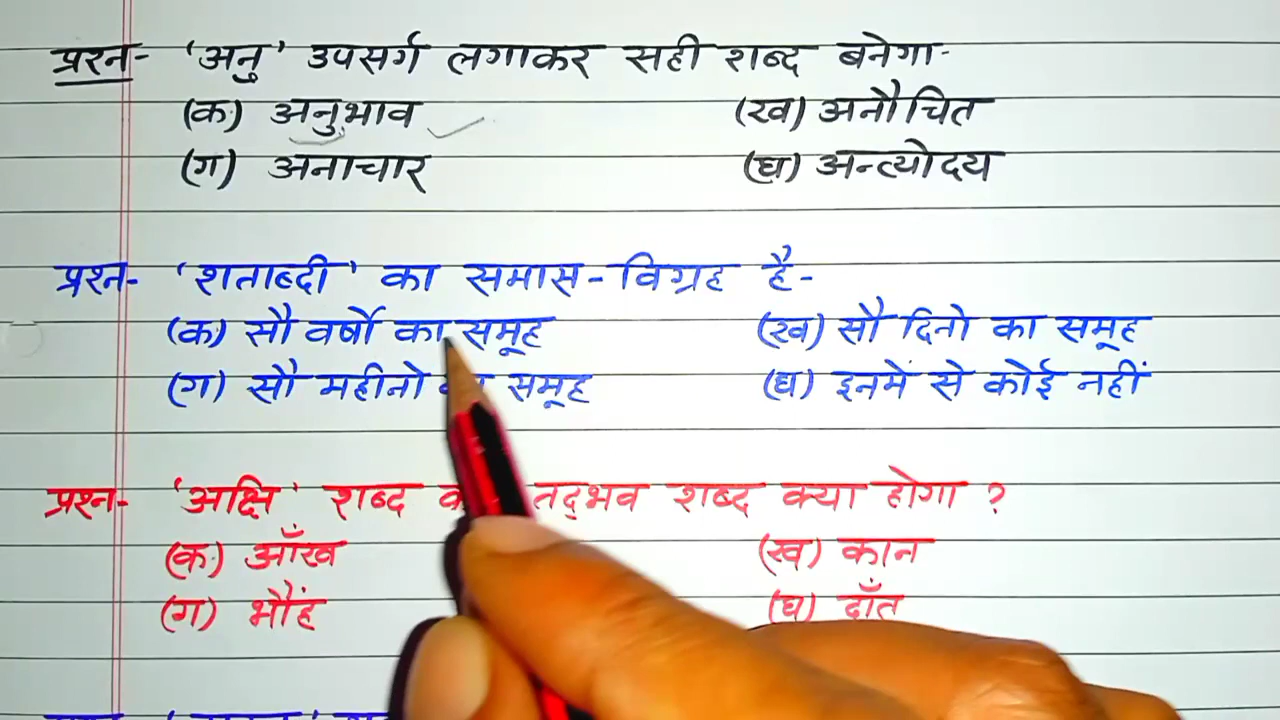 प्रश्न- 'अनु' उपसर्ग लगाकर सही शब्द बनेगा-
(क) अनुभाव (ख) अनौचित
(ग) अनाचार (घ) अन्त्योदय
प्रश्न- 'शताब्दी' का समास-विग्रह है-
(क) सौ वर्षो का समूह (ख) सौ दिनो का समूह
(ग) सौ महीनो समूह (घ) इनमें से कोई नहीं
प्रश्न- 'अक्षि' शब्द तद्भव शब्द क्या होगा ?
(क) आँख (ख) कान
(ग) भौंह (घ) दाँत